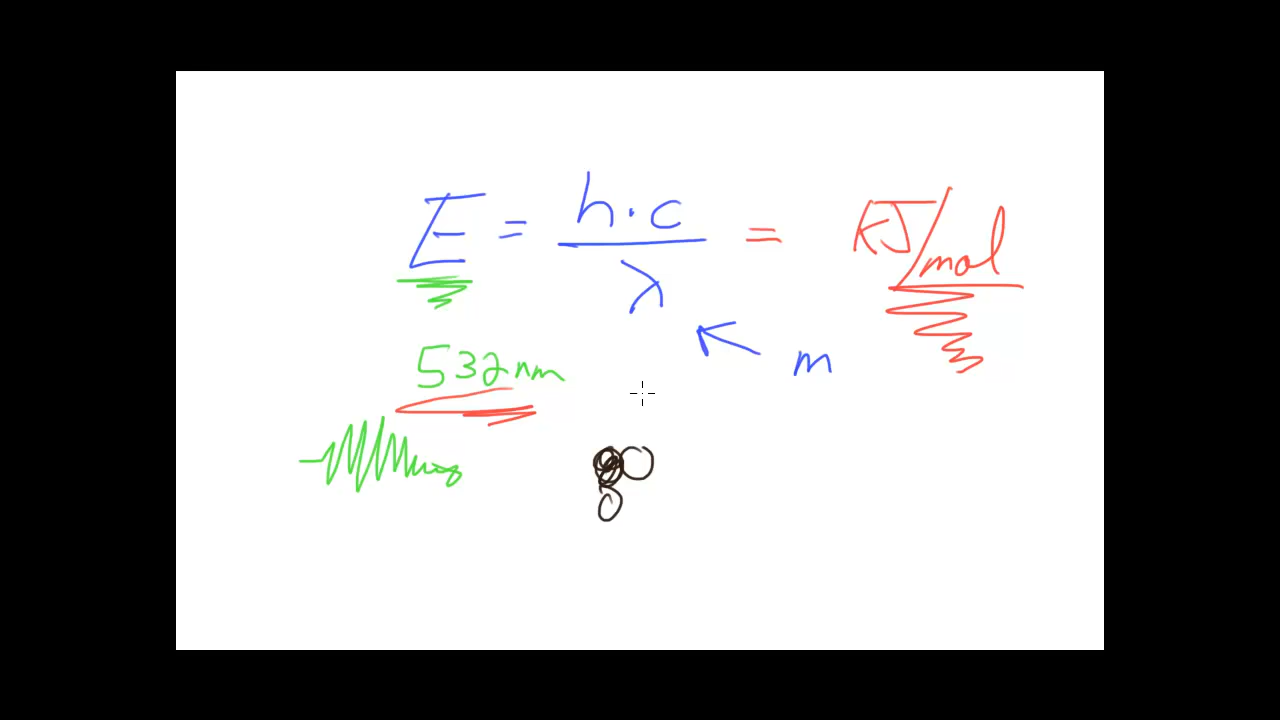 E = h·c / λ = kJ/mol
m
532nm